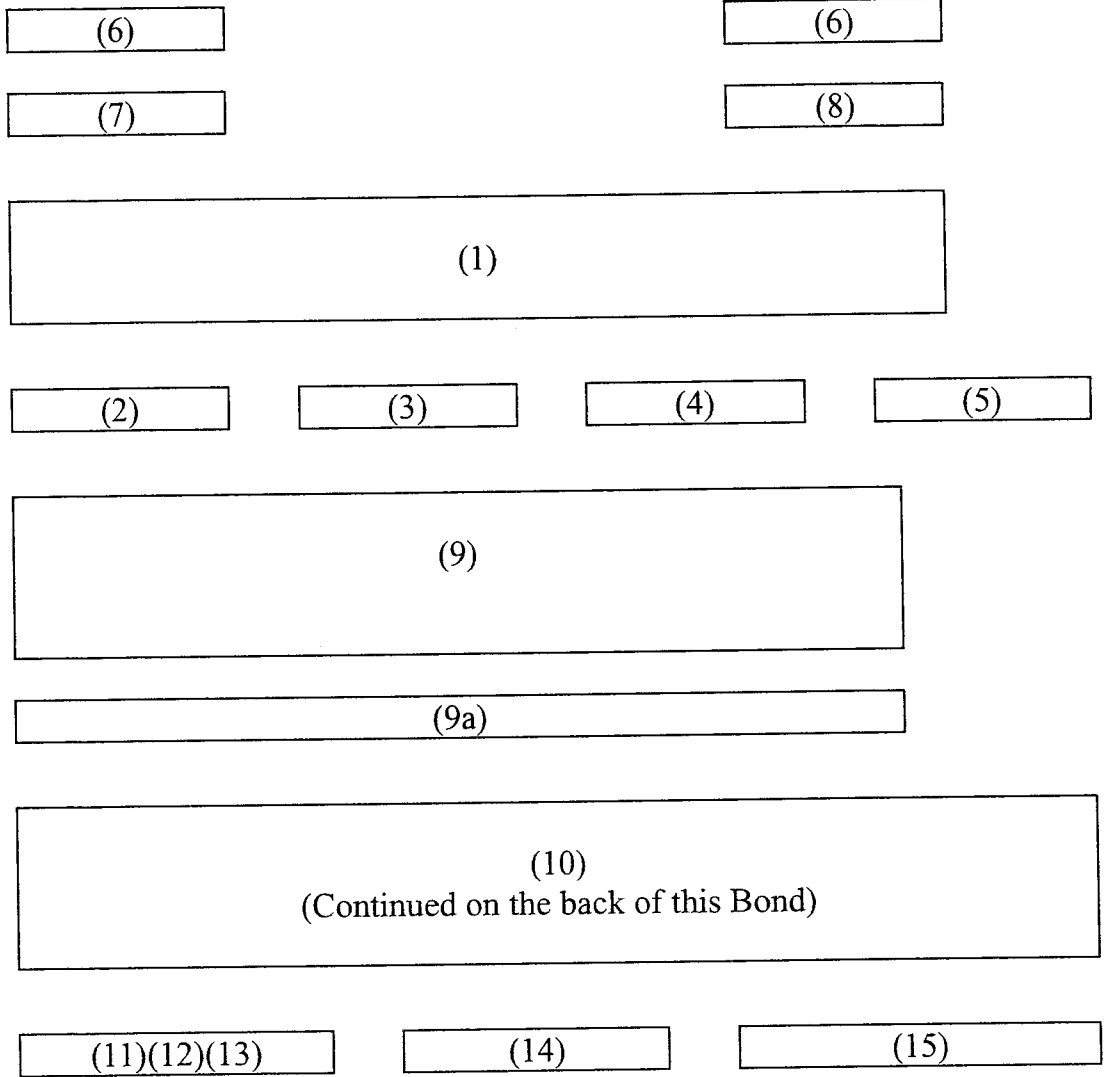 (6) (6)
(7) (8)
(1)
(2) (3) (4) (5)
(9)
(9a)
(10)
(Continued on the back of this Bond)
(11)(12)(13) (14) (15)